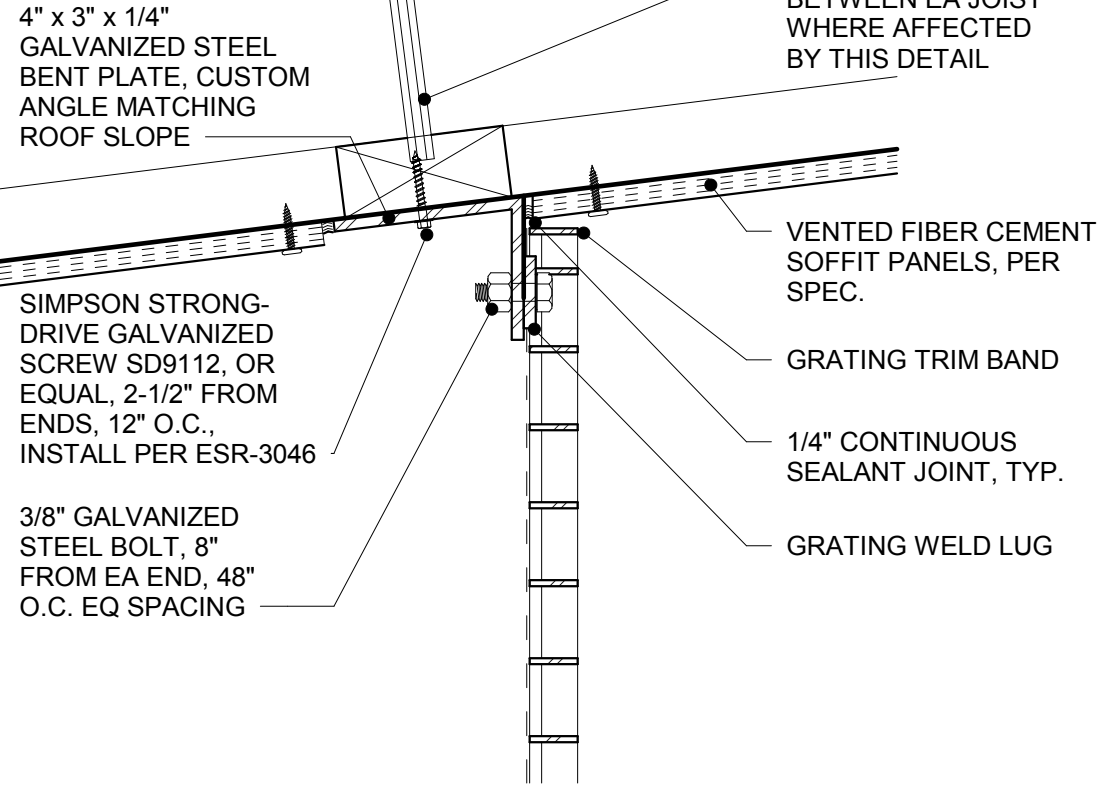 4" x 3" x 1/4"
GALVANIZED STEEL
BENT PLATE, CUSTOM
ANGLE MATCHING
ROOF SLOPE
SIMPSON STRONG-
DRIVE GALVANIZED
SCREW SD9112, OR
EQUAL, 2-1/2" FROM
ENDS, 12" O.C.,
INSTALL PER ESR-3046
3/8" GALVANIZED
STEEL BOLT, 8"
FROM EA END, 48"
O.C. EQ SPACING
BETWEEN EA JOIST
WHERE AFFECTED
BY THIS DETAIL
VENTED FIBER CEMENT
SOFFIT PANELS, PER
SPEC.
GRATING TRIM BAND
1/4" CONTINUOUS
SEALANT JOINT, TYP.
GRATING WELD LUG